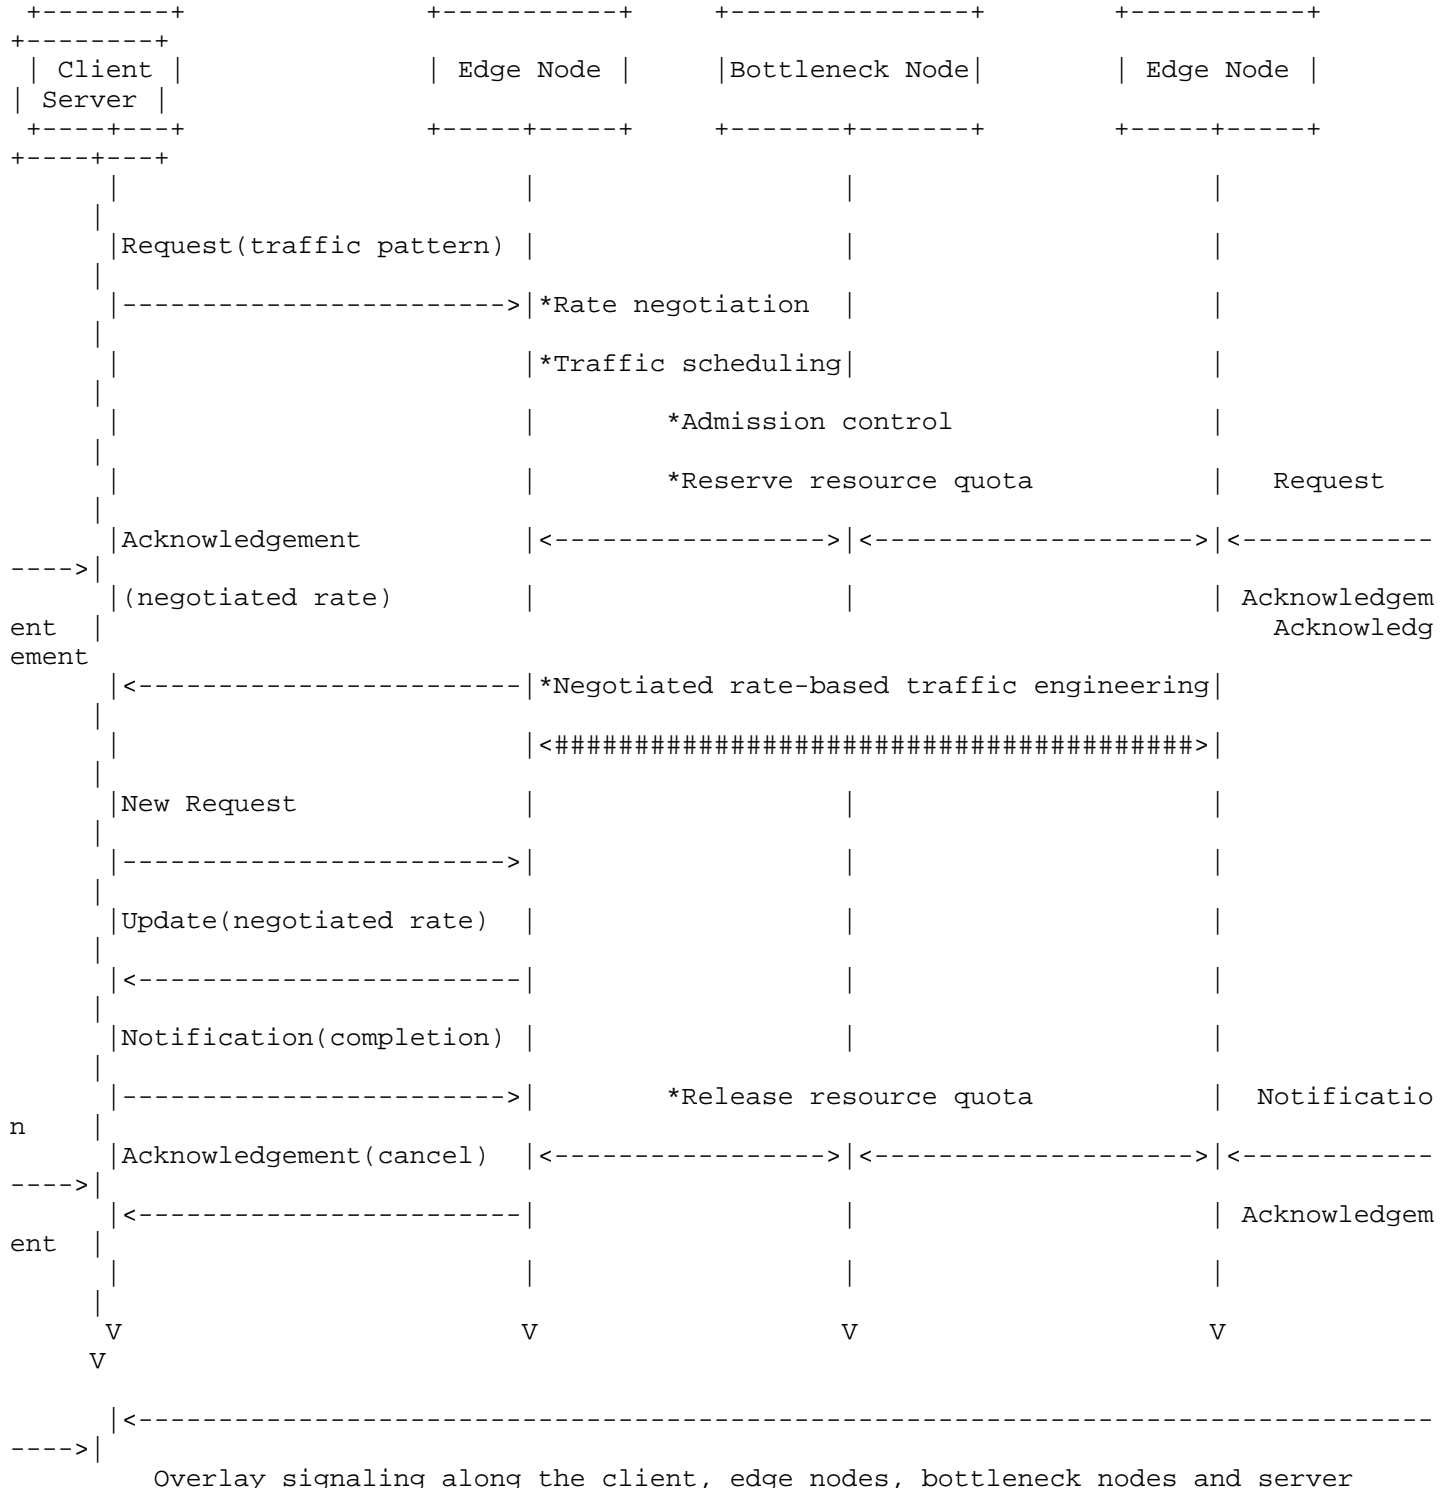 +--------+               +-----------+     +---------------+        +-----------+
+--------+
 | Client |               | Edge Node |     |Bottleneck Node|        | Edge Node |
| Server |
 +----+---+               +-----+-----+     +-------+-------+        +-----+-----+
+----+---+
      |                         |                   |                      |
     |
      |Request(traffic pattern) |                   |                      |
     |
      |------------------------>|*Rate negotiation  |                      |
     |
      |                         |*Traffic scheduling|                      |
     |
      |                         |        *Admission control                |
     |
      |                         |        *Reserve resource quota           |   Request
     |
      |Acknowledgement          |<----------------->|<-------------------->|<------------
---->|
      |(negotiated rate)        |                   |                      | Acknowledgem
ent  |                                                                         Acknowledg
ement
      |<------------------------|*Negotiated rate-based traffic engineering|
     |
      |                         |<########################################>|
     |
      |New Request              |                   |                      |
     |
      |------------------------>|                   |                      |
     |
      |Update(negotiated rate)  |                   |                      |
     |
      |<------------------------|                   |                      |
     |
      |Notification(completion) |                   |                      |
     |
      |------------------------>|        *Release resource quota           |  Notificatio
n    |
      |Acknowledgement(cancel)  |<----------------->|<-------------------->|<------------
---->|
      |<------------------------|                   |                      | Acknowledgem
ent  |
      |                         |                   |                      |
     |
      V                         V                   V                      V
     V
      |<---------------------------------------------------------------------------------
---->|
         Overlay signaling along the client, edge nodes, bottleneck nodes and server